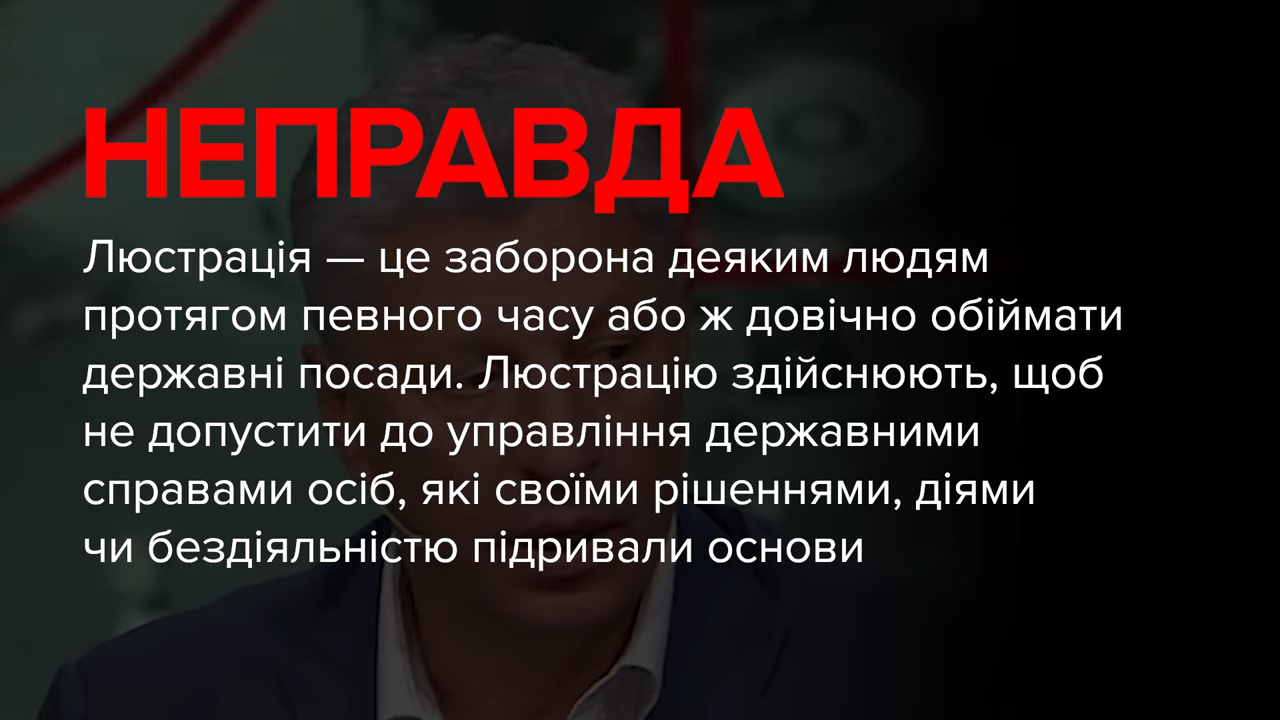 НЕПРАВДА
Люстрація — це заборона деяким людям
протягом певного часу або ж довічно обіймати
державні посади. Люстрацію здійснюють, щоб
не допустити до управління державними
справами осіб, які своїми рішеннями, діями
чи бездіяльністю підривали основи